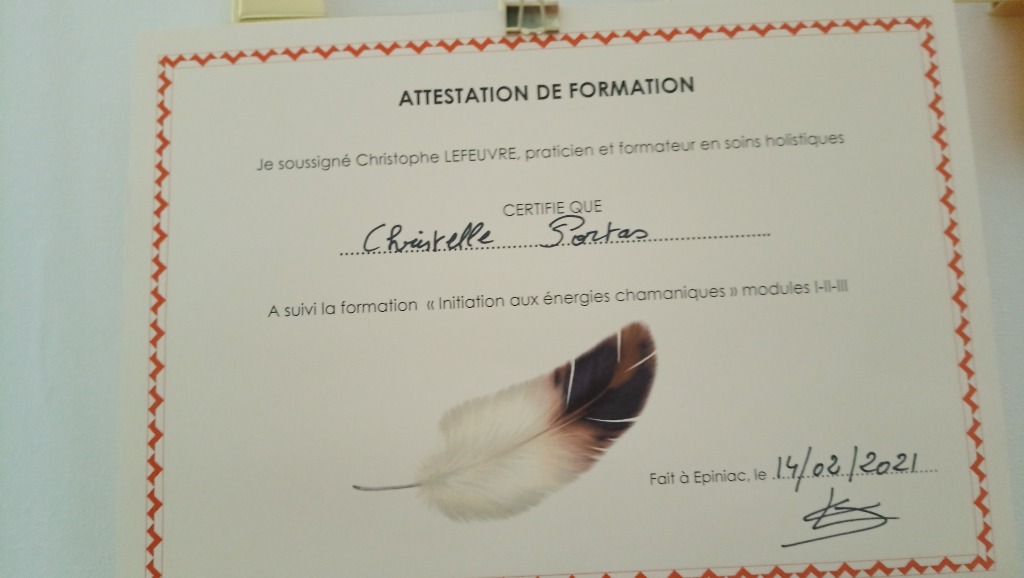 ATTESTATION DE FORMATION
Je soussigné Christophe LEFEUVRE, praticien et formateur en soins holistiques
CERTIFIE QUE
Christelle Portas
A suivi la formation « Initiation aux énergies chamaniques » modules I-II-III
Fait à Epiniac, le 14/02/2021